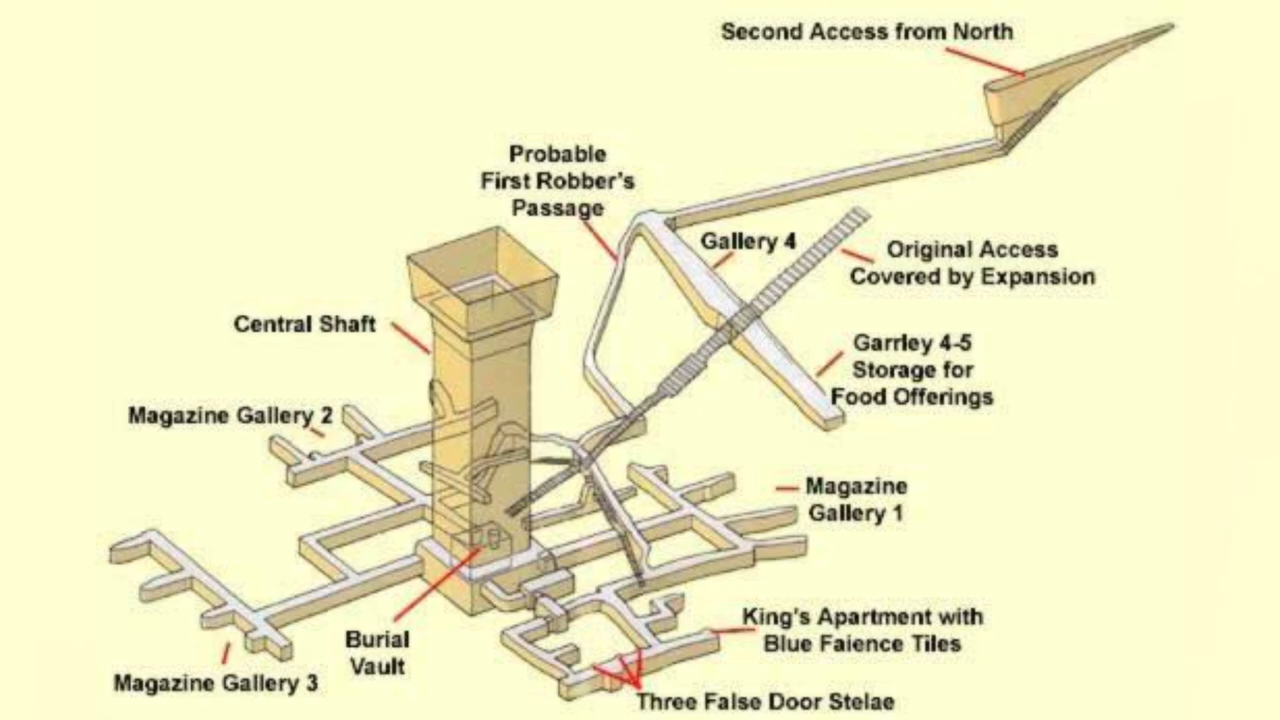 Second Access from North
Probable
First Robber's
Passage
Gallery 4
Original Access
Covered by Expansion
Central Shaft
Garrley 4-5
Storage for
Food Offerings
Magazine Gallery 2
Magazine
Gallery 1
King's Apartment with
Blue Faience Tiles
Burial
Vault
Magazine Gallery 3
Three False Door Stelae